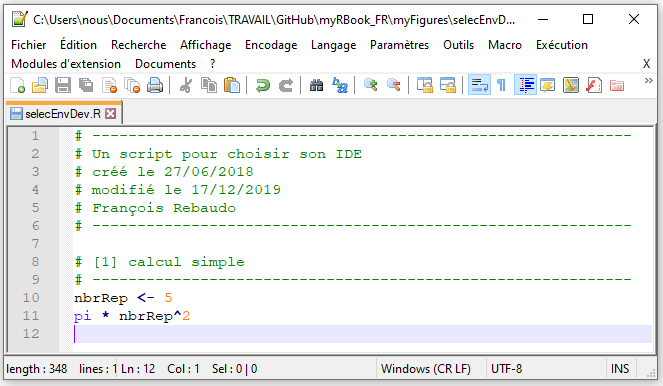 C:\Users\nous\Documents\Francois\TRAVAIL\GitHub\myRBook_FR\myFigures\selecEnvD...
Fichier Édition Recherche Affichage Encodage Langage Paramètres Outils Macro Exécution
Modules d'extension Documents ? X
selecEnvDev.R
1 # ------------------------------------------------------------
2 # Un script pour choisir son IDE
3 # créé le 27/06/2018
4 # modifié le 17/12/2019
5 # François Rebaudo
6 # ------------------------------------------------------------
7
8 # [1] calcul simple
9 # ------------------------------------------------------------
10 nbrRep <- 5
11 pi * nbrRep^2
12
length : 348 lines : 1 Ln : 12 Col : 1 Sel : 0 | 0 Windows (CR LF) UTF-8 INS